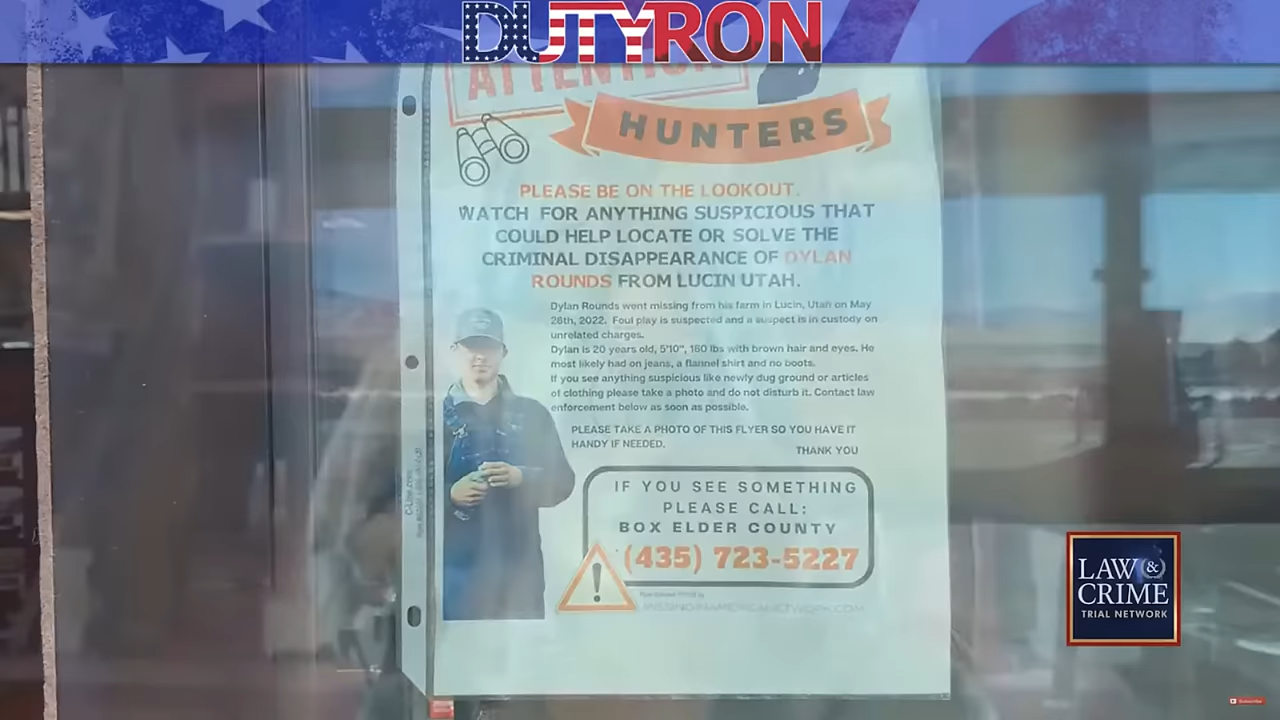 DUTYRON
ATTENTION
HUNTERS
PLEASE BE ON THE LOOKOUT.
WATCH FOR ANYTHING SUSPICIOUS THAT
COULD HELP LOCATE OR SOLVE THE
CRIMINAL DISAPPEARANCE OF DYLAN
ROUNDS FROM LUCIN UTAH.
Dylan Rounds went missing from his farm in Lucin, Utah on May
28th, 2022. Foul play is suspected and a suspect is in custody on
unrelated charges.
Dylan is 20 years old, 5'10", 160 lbs with brown hair and eyes. He
most likely had on jeans, a flannel shirt and no boots.
If you see anything suspicious like newly dug ground or articles
of clothing please take a photo and do not disturb it. Contact law
enforcement below as soon as possible.
PLEASE TAKE A PHOTO OF THIS FLYER SO YOU HAVE IT
HANDY IF NEEDED.
THANK YOU
IF YOU SEE SOMETHING
PLEASE CALL:
BOX ELDER COUNTY
(435) 723-5227
LAW &
CRIME
TRIAL NETWORK
Subscribe